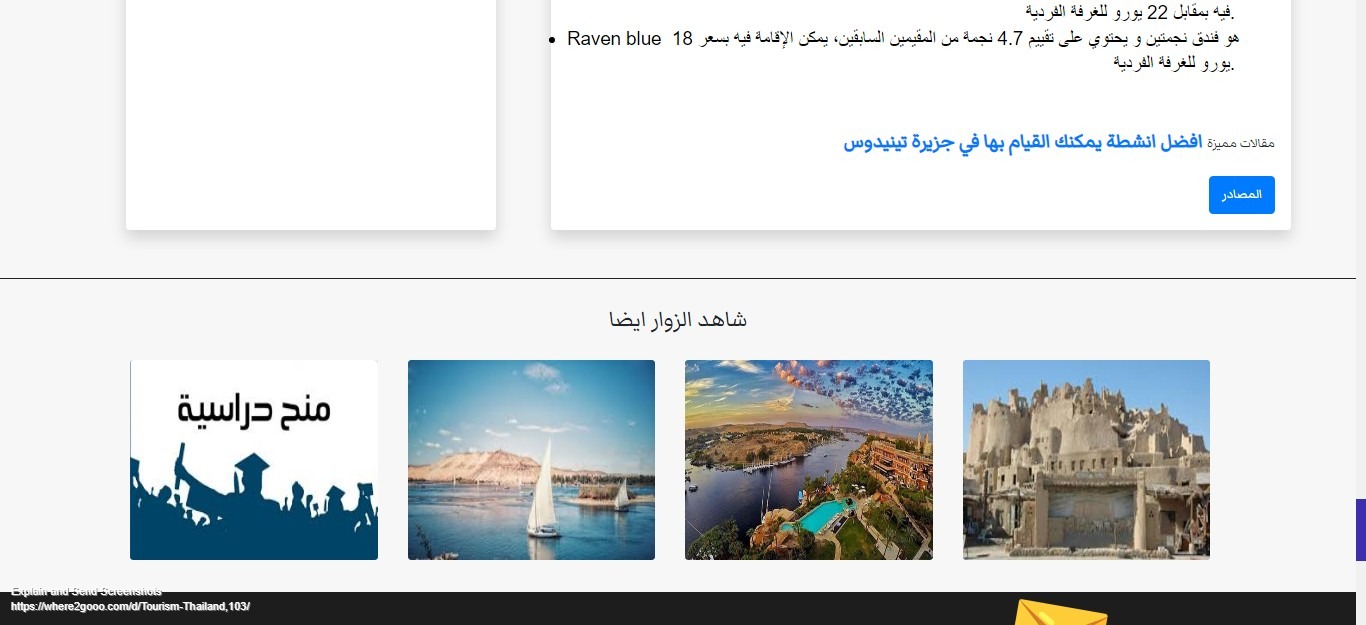 فيه بمقابل 22 يورو للغرفة الفردية.
Raven blue هو فندق نجمتين و يحتوي على تقييم 4.7 نجمة من المقيمين السابقين، يمكن الإقامة فيه بسعر 18
يورو للغرفة الفردية.
مقالات مميزة افضل انشطة يمكنك القيام بها في جزيرة تينيدوس
المصادر
شاهد الزوار ايضا
منح دراسية
Explain and Send Screenshots
https://where2gooo.com/d/Tourism-Thailand,103/